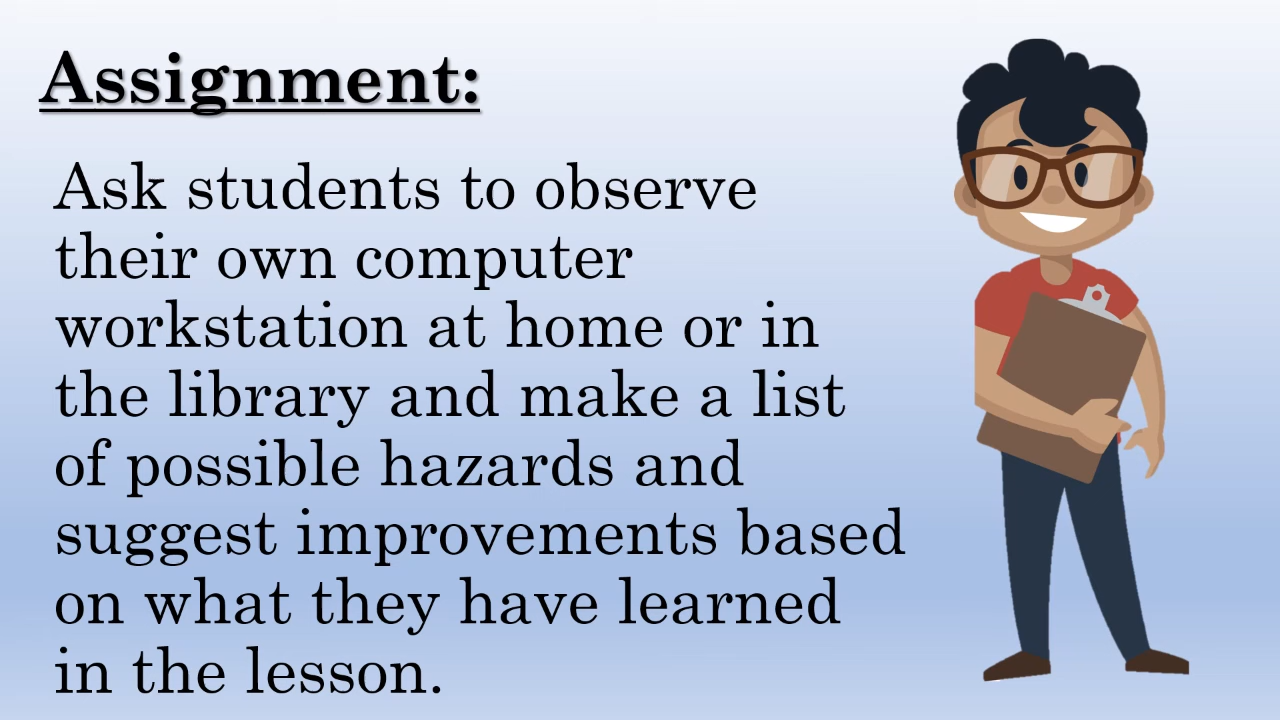 Assignment:
Ask students to observe
their own computer
workstation at home or in
the library and make a list
of possible hazards and
suggest improvements based
on what they have learned
in the lesson.